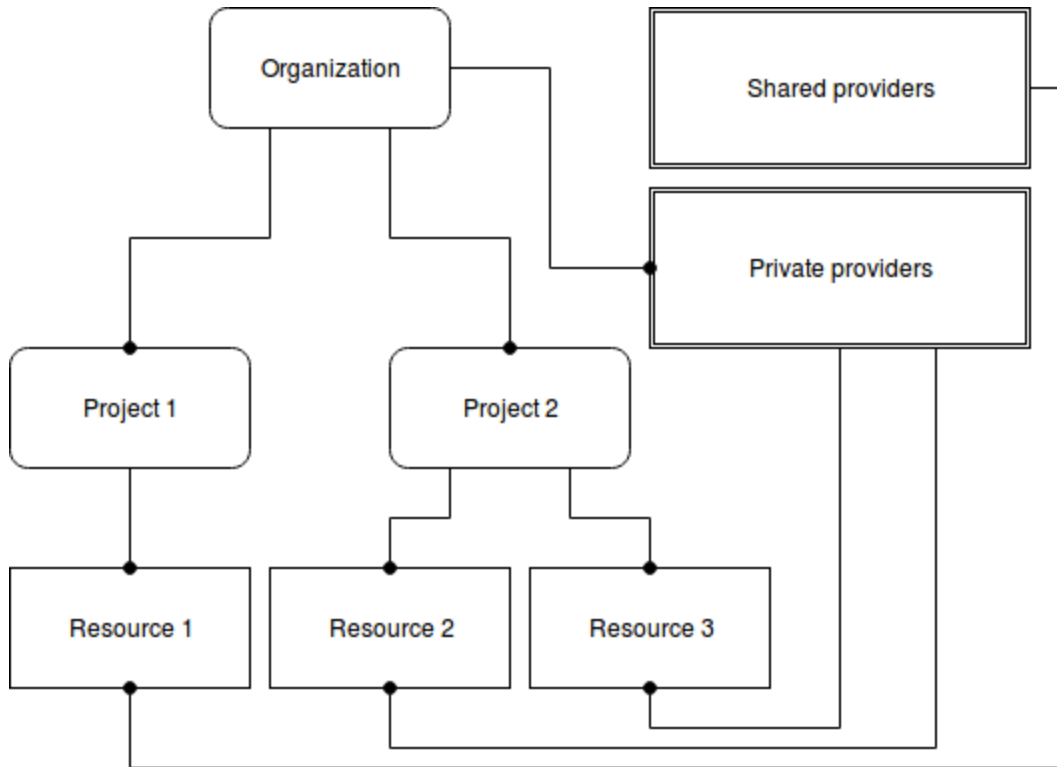 Organization
Shared providers
Private providers
Project 1
Project 2
Resource 1
Resource 2
Resource 3